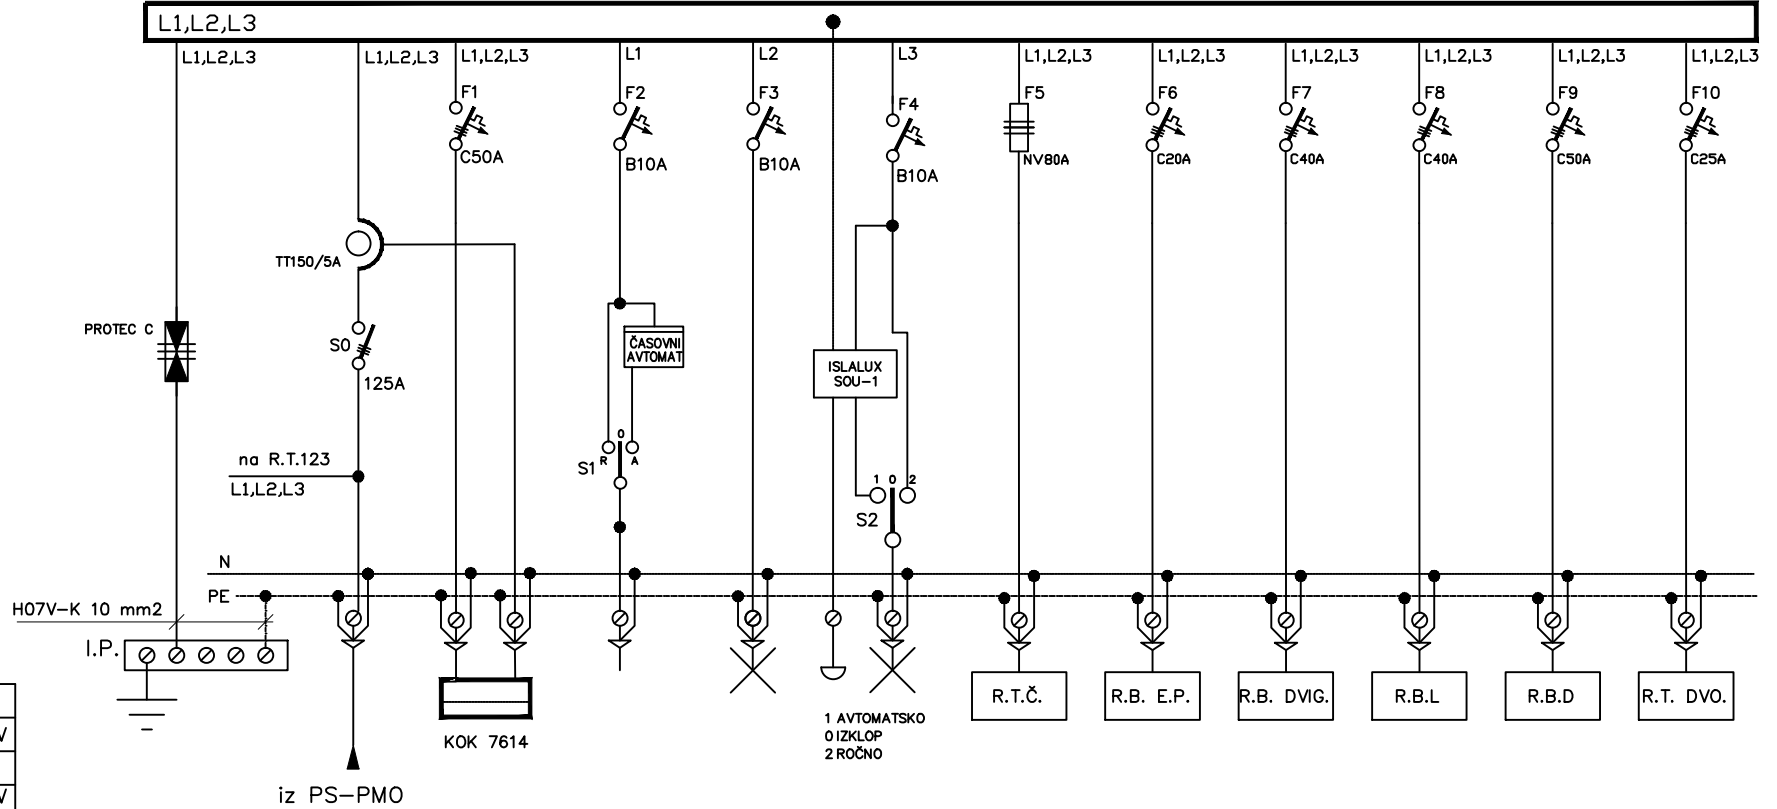 L1,L2,L3
L1,L2,L3
L1,L2,L3
L1,L2,L3
L1
L2
L3
L1,L2,L3
L1,L2,L3
L1,L2,L3
L1,L2,L3
L1,L2,L3
L1,L2,L3
F1
F2
F3
F4
F5
F6
F7
F8
F9
F10
C50A
B10A
B10A
B10A
NV80A
C20A
C40A
C40A
C50A
C25A
TT150/5A
PROTEC C
S0
125A
ČASOVNI
AVTOMAT
ISLALUX
SOU-1
0
S1
R
A
na R.T.123
L1,L2,L3
1 0 2
S2
N
PE
H07V-K 10 mm2
I.P.
R.T.Č.
R.B. E.P.
R.B. DVIG.
R.B.L
R.B.D
R.T. DVO.
1 AVTOMATSKO
0 IZKLOP
2 ROČNO
KOK 7614
V
V
iz PS-PMO